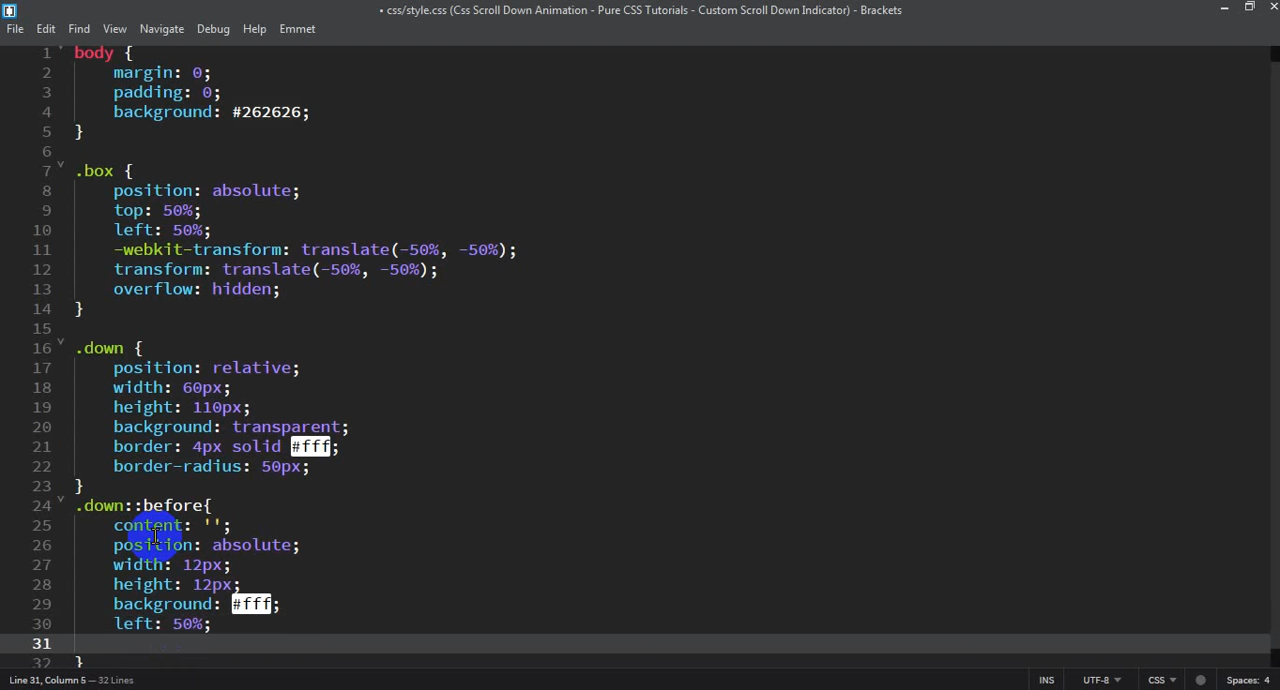 • css/style.css (Css Scroll Down Animation - Pure CSS Tutorials - Custom Scroll Down Indicator) - Brackets
File Edit Find View Navigate Debug Help Emmet
1 body {
2 margin: 0;
3 padding: 0;
4 background: #262626;
5 }
6
7 .box {
8 position: absolute;
9 top: 50%;
10 left: 50%;
11 -webkit-transform: translate(-50%, -50%);
12 transform: translate(-50%, -50%);
13 overflow: hidden;
14 }
15
16 .down {
17 position: relative;
18 width: 60px;
19 height: 110px;
20 background: transparent;
21 border: 4px solid #fff;
22 border-radius: 50px;
23 }
24 .down::before{
25 content: '';
26 position: absolute;
27 width: 12px;
28 height: 12px;
29 background: #fff;
30 left: 50%;
31
32 }
Line 31, Column 5 — 32 Lines INS UTF-8 CSS Spaces: 4